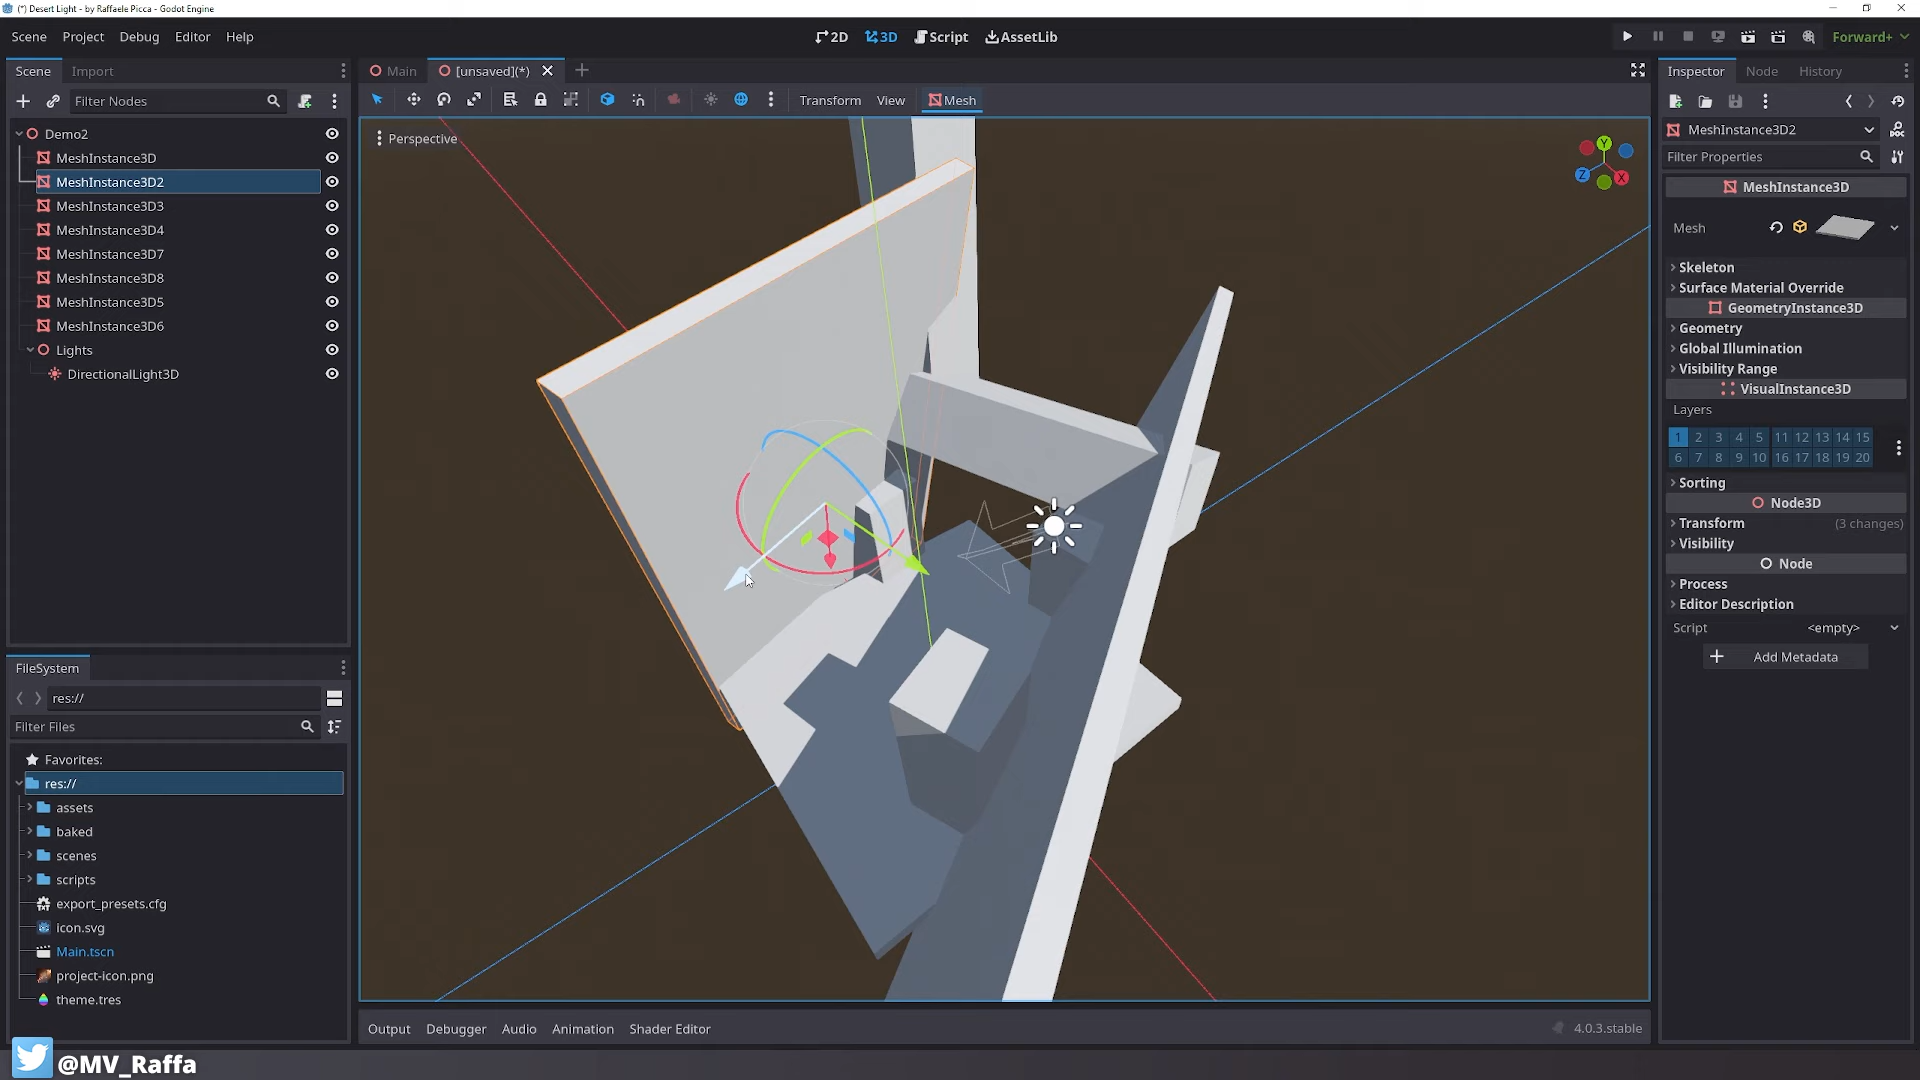 (*) Desert Light - by Raffaele Picca - Godot Engine
Scene Project Debug Editor Help
2D 3D Script AssetLib
Forward+
Scene Import
Filter Nodes
Demo2
MeshInstance3D
MeshInstance3D2
MeshInstance3D3
MeshInstance3D4
MeshInstance3D7
MeshInstance3D8
MeshInstance3D5
MeshInstance3D6
Lights
DirectionalLight3D
FileSystem
res://
Filter Files
Favorites:
res://
assets
baked
scenes
scripts
export_presets.cfg
icon.svg
Main.tscn
project-icon.png
theme.tres
@MV_Raffa
Main [unsaved](*)
Transform View Mesh
Perspective
Y
Z X
Output Debugger Audio Animation Shader Editor
4.0.3.stable
Inspector Node History
MeshInstance3D2
Filter Properties
MeshInstance3D
Mesh
Skeleton
Surface Material Override
GeometryInstance3D
Geometry
Global Illumination
Visibility Range
VisualInstance3D
Layers
1 2 3 4 5 11 12 13 14 15
6 7 8 9 10 16 17 18 19 20
Sorting
Node3D
Transform (3 changes)
Visibility
Node
Process
Editor Description
Script <empty>
Add Metadata